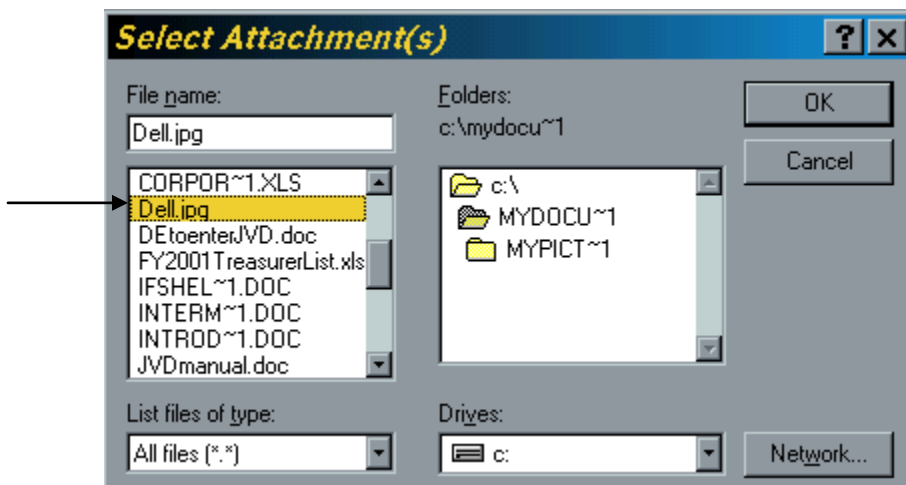 Select Attachment(s)
File name:
Dell.jpg
CORPOR~1.XLS
Dell.jpg
DEtoenterJVD.doc
FY2001TreasurerList.xls
IFSHEL~1.DOC
INTERM~1.DOC
INTROD~1.DOC
JVDmanual.doc
List files of type:
All files (*.*)
Folders:
c:\mydocu~1
c:\
MYDOCU~1
MYPICT~1
Drives:
c:
OK
Cancel
Network...